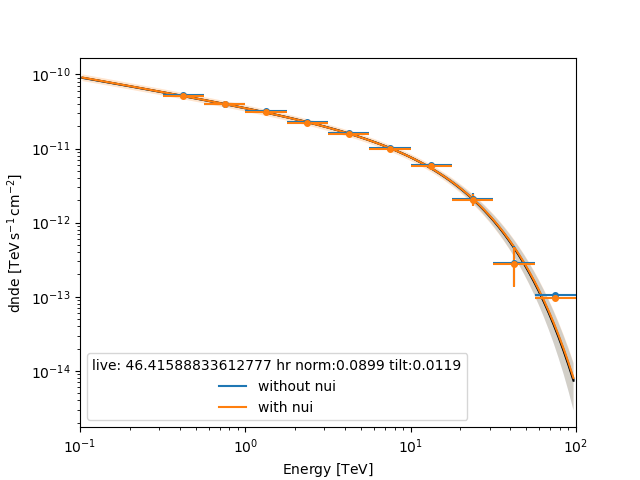 10⁻¹⁰
10⁻¹¹
10⁻¹²
10⁻¹³
10⁻¹⁴
dnde [TeV s⁻¹ cm⁻²]
live: 46.41588833612777 hr norm:0.0899 tilt:0.0119
without nui
with nui
10⁻¹ 10⁰ 10¹ 10²
Energy [TeV]